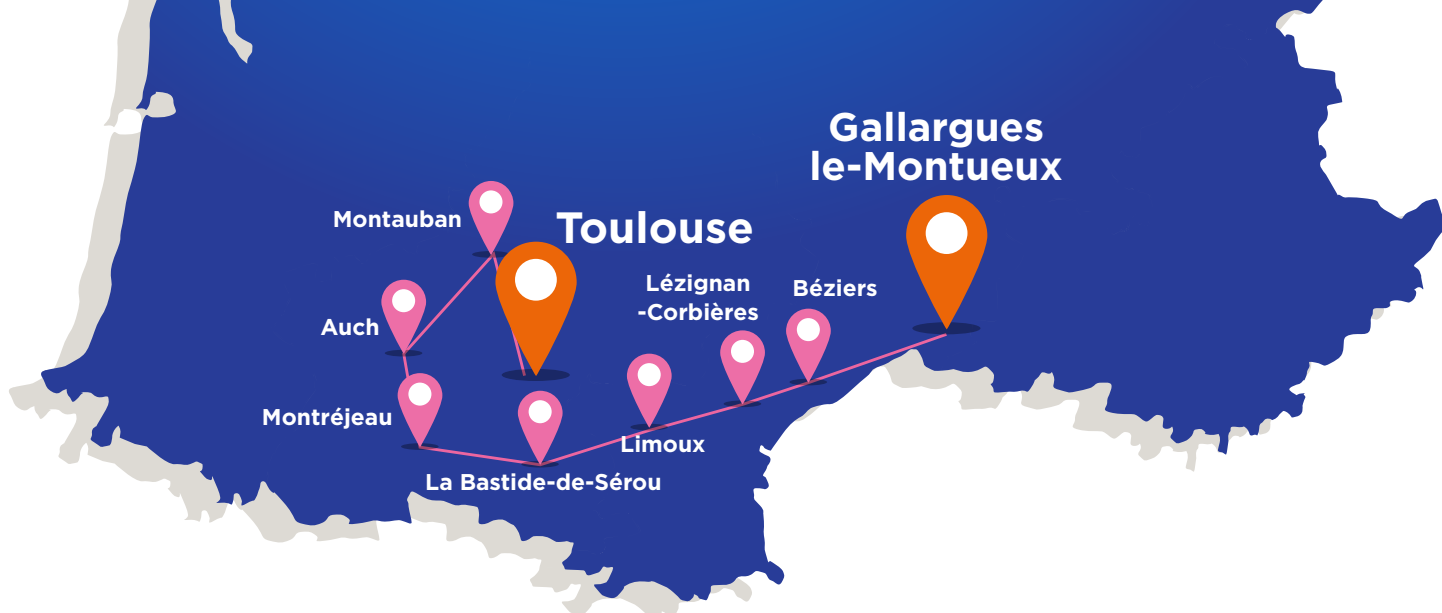 Gallargues
le-Montueux
Montauban
Toulouse
Lézignan
-Corbières
Béziers
Auch
Montréjeau
Limoux
La Bastide-de-Sérou